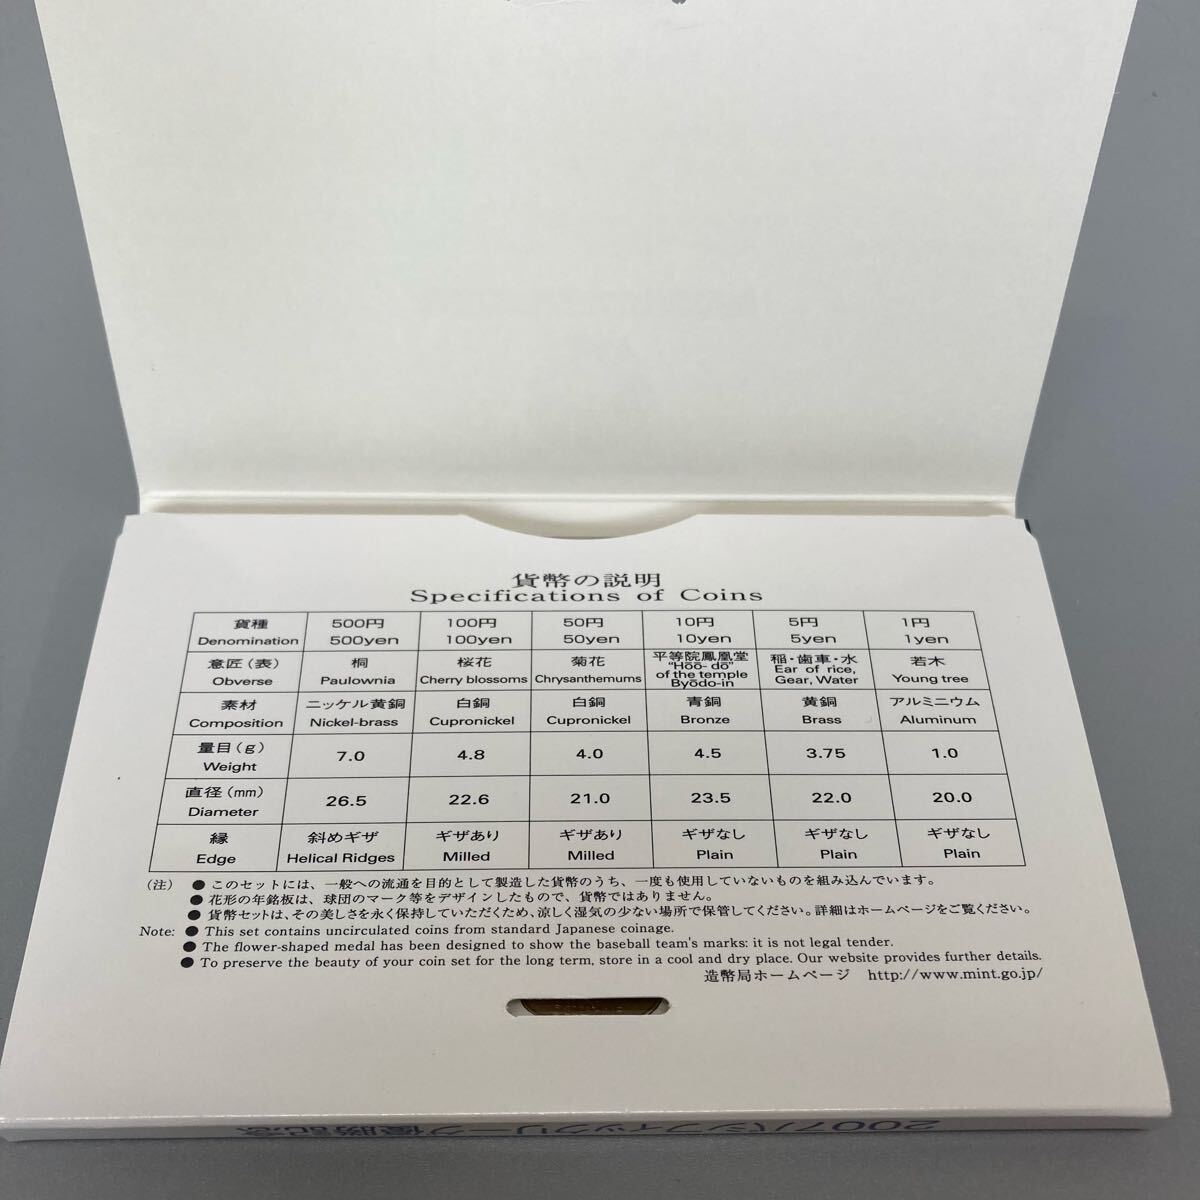 貨幣の説明
Specifications of Coins
貨種 500円 100円 50円 10円 5円 1円
Denomination 500yen 100yen 50yen 10yen 5yen 1yen
意匠(表) 桐 桜花 菊花 平等院鳳凰堂 稲・歯車・水 若木
Obverse Paulownia Cherry blossoms Chrysanthemums "Hōō-dō" of the temple Byōdo-in Ear of rice, Gear, Water Young tree
素材 ニッケル黄銅 白銅 白銅 青銅 黄銅 アルミニウム
Composition Nickel-brass Cupronickel Cupronickel Bronze Brass Aluminum
量目(g) 7.0 4.8 4.0 4.5 3.75 1.0
Weight
直径(mm) 26.5 22.6 21.0 23.5 22.0 20.0
Diameter
縁 斜めギザ ギザあり ギザあり ギザなし ギザなし ギザなし
Edge Helical Ridges Milled Milled Plain Plain Plain
(注) ●このセットには、一般への流通を目的として製造した貨幣のうち、一度も使用していないものを組み込んでいます。
●花形の年銘板は、球団のマーク等をデザインしたもので、貨幣ではありません。
●貨幣セットは、その美しさを永く保持していただくため、涼しく湿気の少ない場所で保管してください。詳細はホームページをご覧ください。
Note: ● This set contains uncirculated coins from standard Japanese coinage.
● The flower-shaped medal has been designed to show the baseball team's marks: it is not legal tender.
● To preserve the beauty of your coin set for the long term, store in a cool and dry place. Our website provides further details.
造幣局ホームページ http://www.mint.go.jp/
2007パシフィックリーグ優勝記念